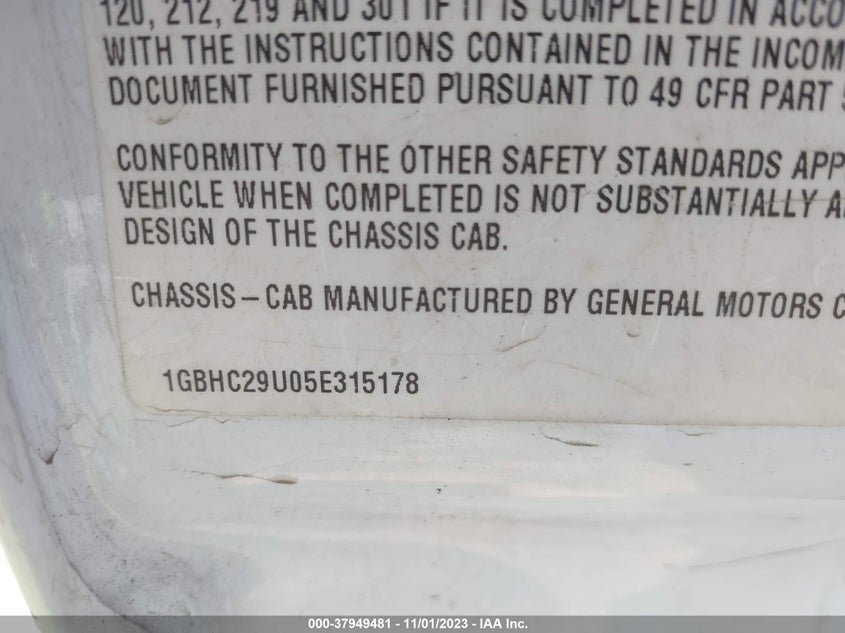 120, 212, 219 AND 301 IF IT IS COMPLETED IN ACCO
WITH THE INSTRUCTIONS CONTAINED IN THE INCOM
DOCUMENT FURNISHED PURSUANT TO 49 CFR PART
CONFORMITY TO THE OTHER SAFETY STANDARDS APP
VEHICLE WHEN COMPLETED IS NOT SUBSTANTIALLY
DESIGN OF THE CHASSIS CAB.
CHASSIS – CAB MANUFACTURED BY GENERAL MOTORS C
1GBHC29U05E315178
000-37949481 - 11/01/2023 - IAA Inc.